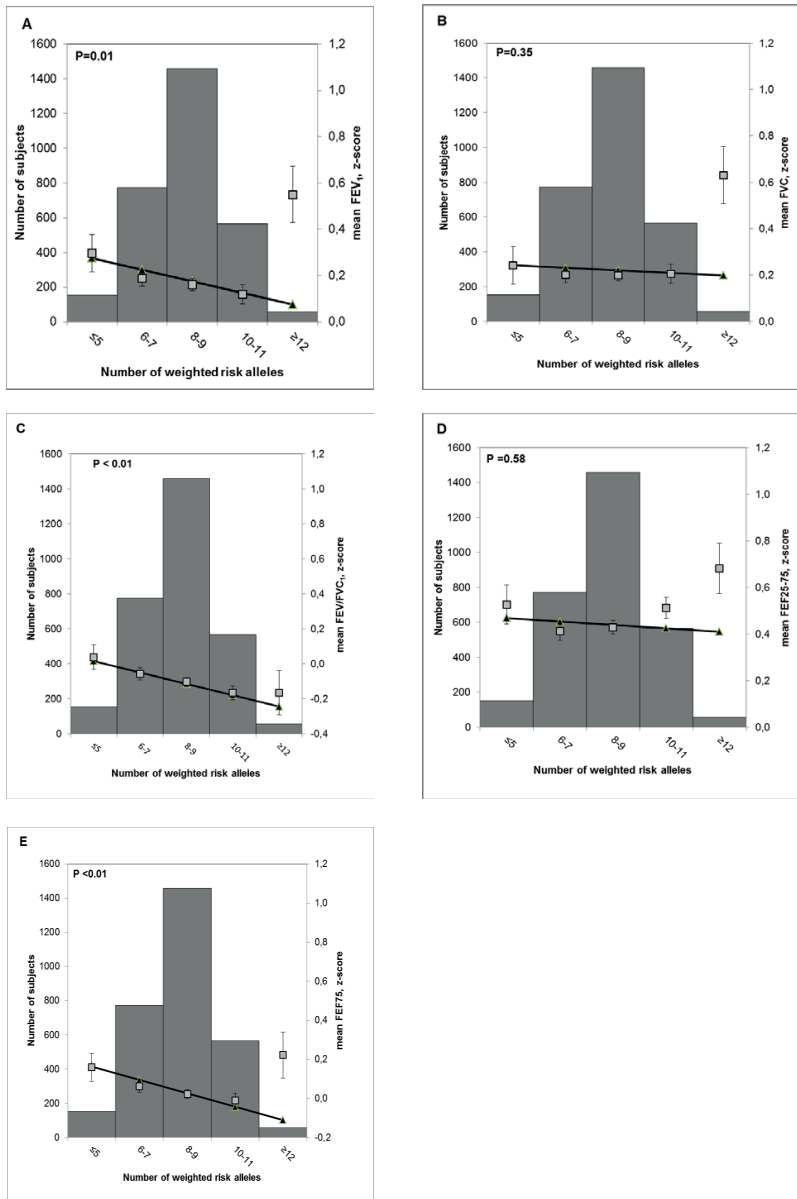 A
P=0.01
1600
1400
1200
1000
800
600
400
200
0
Number of subjects
1,2
1,0
0,8
0,6
0,4
0,2
0,0
mean FEV1, z-score
≤5 6-7 8-9 10-11 ≥12
Number of weighted risk alleles
B
P=0.35
1600
1400
1200
1000
800
600
400
200
0
Number of subjects
1,2
1,0
0,8
0,6
0,4
0,2
0,0
mean FVC, z-score
≤5 6-7 8-9 10-11 ≥12
Number of weighted risk alleles
C
P < 0.01
1600
1400
1200
1000
800
600
400
200
0
Number of subjects
1,2
1,0
0,8
0,6
0,4
0,2
0,0
-0,2
-0,4
mean FEV/FVC1, z-score
≤5 6-7 8-9 10-11 ≥12
Number of weighted risk alleles
D
P =0.58
1600
1400
1200
1000
800
600
400
200
0
Number of subjects
1,2
1,0
0,8
0,6
0,4
0,2
0,0
mean FEF25-75, z-score
≤5 6-7 8-9 10-11 ≥12
Number of weighted risk alleles
E
P <0.01
1600
1400
1200
1000
800
600
400
200
0
Number of subjects
1,2
1,0
0,8
0,6
0,4
0,2
0,0
-0,2
mean FEF75, z-score
≤5 6-7 8-9 10-11 ≥12
Number of weighted risk alleles